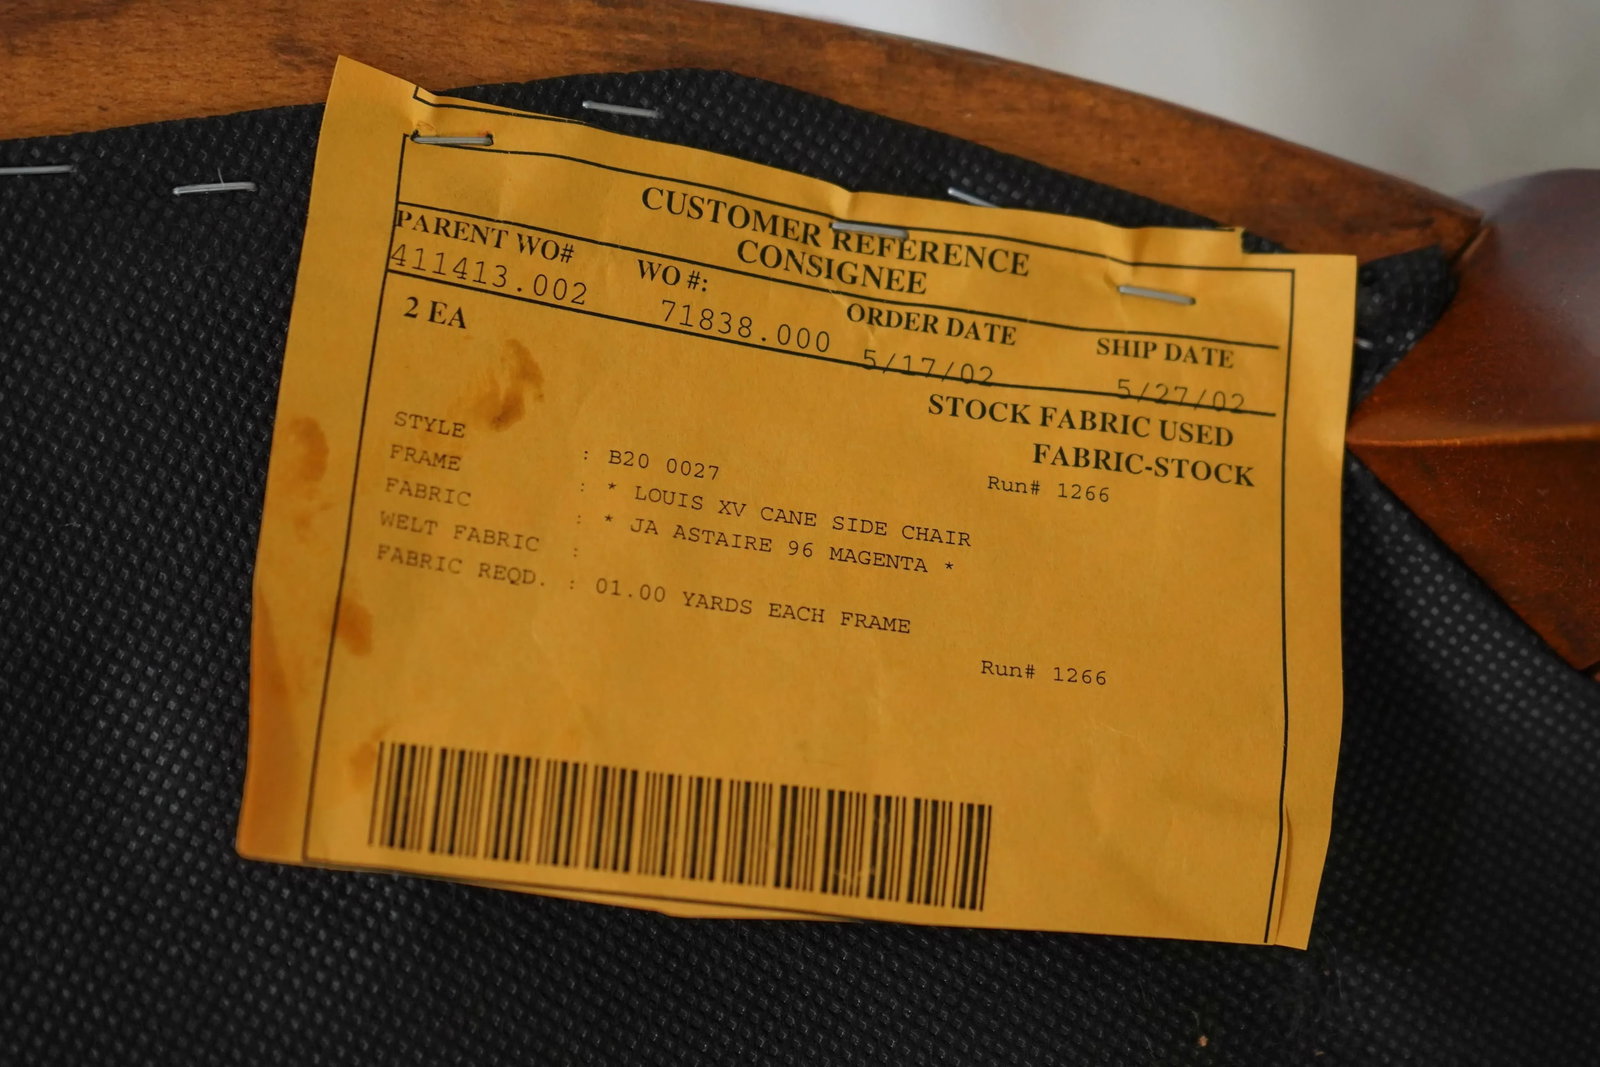 CUSTOMER REFERENCE
CONSIGNEE
PARENT WO# WO #: ORDER DATE SHIP DATE
411413.002 71838.000 5/17/02 5/27/02
2 EA
STOCK FABRIC USED
FABRIC-STOCK
STYLE : B20 0027 Run# 1266
FRAME : * LOUIS XV CANE SIDE CHAIR
FABRIC : * JA ASTAIRE 96 MAGENTA *
WELT FABRIC :
FABRIC REQD. : 01.00 YARDS EACH FRAME
Run# 1266